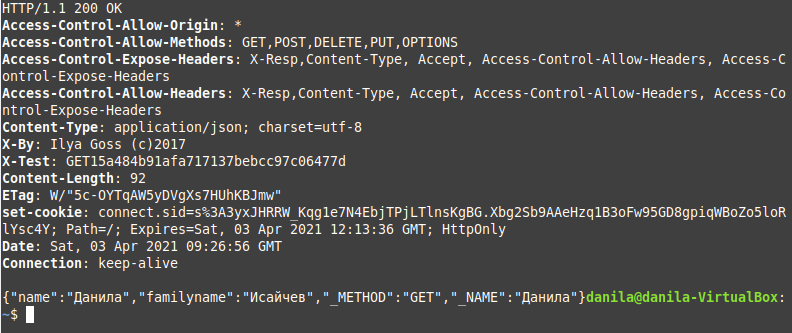 HTTP/1.1 200 OK
Access-Control-Allow-Origin: *
Access-Control-Allow-Methods: GET,POST,DELETE,PUT,OPTIONS
Access-Control-Expose-Headers: X-Resp,Content-Type, Accept, Access-Control-Allow-Headers, Access-C
ontrol-Expose-Headers
Access-Control-Allow-Headers: X-Resp,Content-Type, Accept, Access-Control-Allow-Headers, Access-Co
ntrol-Expose-Headers
Content-Type: application/json; charset=utf-8
X-By: Ilya Goss (c)2017
X-Test: GET15a484b91afa717137bebcc97c06477d
Content-Length: 92
ETag: W/"5c-OYTqAW5yDVgXs7HUhKBJmw"
set-cookie: connect.sid=s%3A3yxJHRRW_Kqg1e7N4EbjTPjLTlnsKgBG.Xbg2Sb9AAeHzq1B3oFw95GD8gpiqWBoZo5loR
lYsc4Y; Path=/; Expires=Sat, 03 Apr 2021 12:13:36 GMT; HttpOnly
Date: Sat, 03 Apr 2021 09:26:56 GMT
Connection: keep-alive
{"name":"Данила","familyname":"Исайчев","_METHOD":"GET","_NAME":"Данила"}danila@danila-VirtualBox:
~$